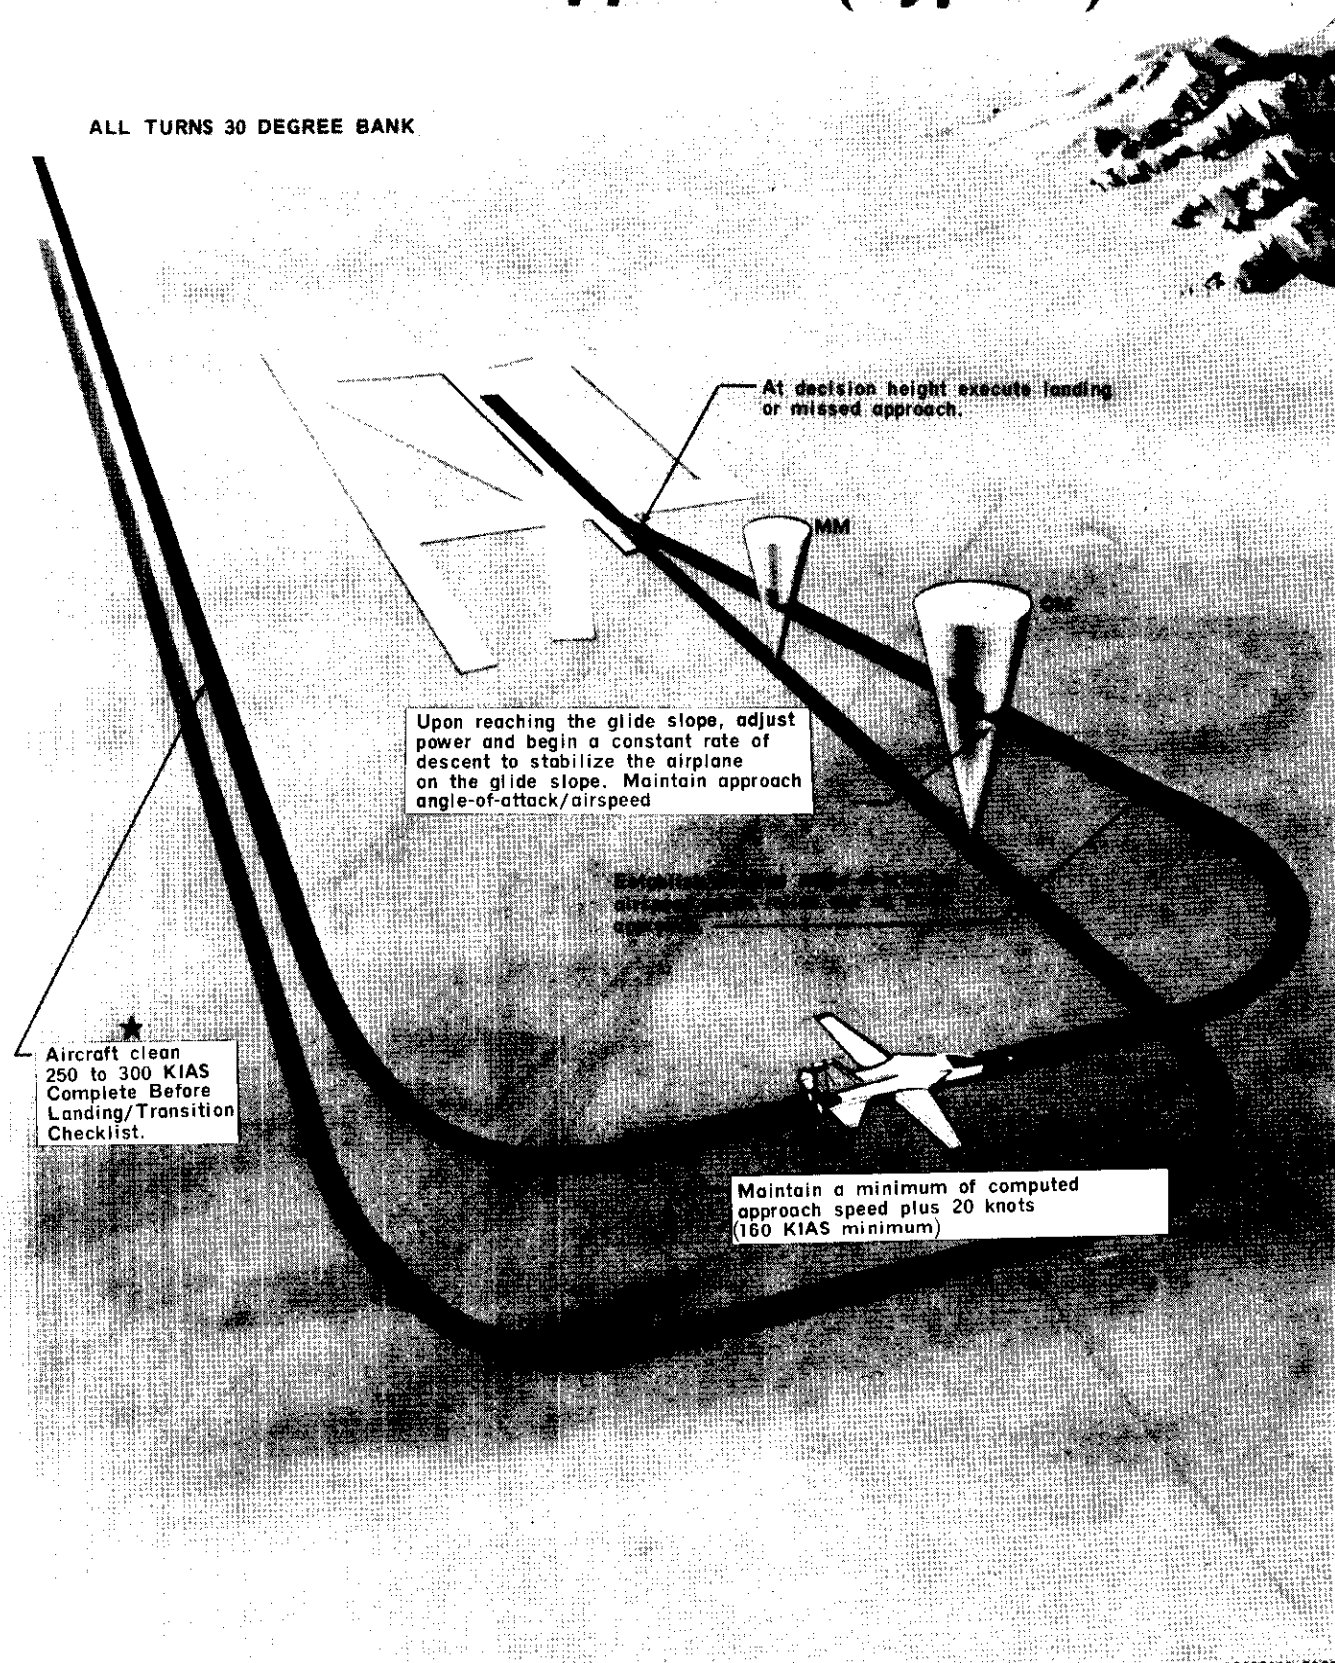 ALL TURNS 30 DEGREE BANK
At decision height execute landing
or missed approach.
MM
OM
Upon reaching the glide slope, adjust
power and begin a constant rate of
descent to stabilize the airplane
on the glide slope. Maintain approach
angle-of-attack/airspeed
Aircraft clean
250 to 300 KIAS
Complete Before
Landing/Transition
Checklist.
Maintain a minimum of computed
approach speed plus 20 knots
(160 KIAS minimum)